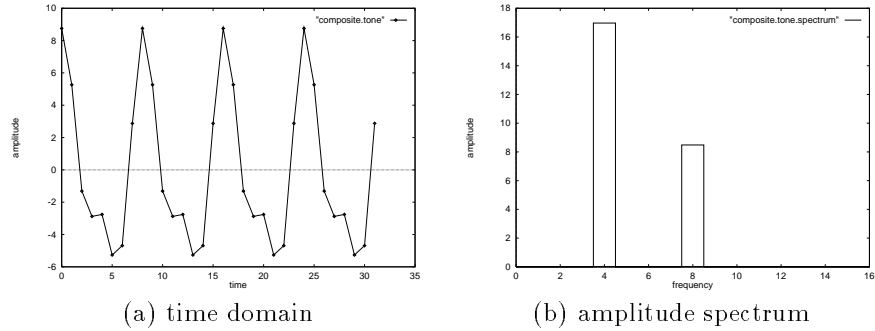 10
8
6
4
2
0
-2
-4
-6
0 5 10 15 20 25 30 35
amplitude
time
"composite.tone"
(a) time domain
18
16
14
12
10
8
6
4
2
0
0 2 4 6 8 10 12 14 16
amplitude
frequency
"composite.tone.spectrum"
(b) amplitude spectrum